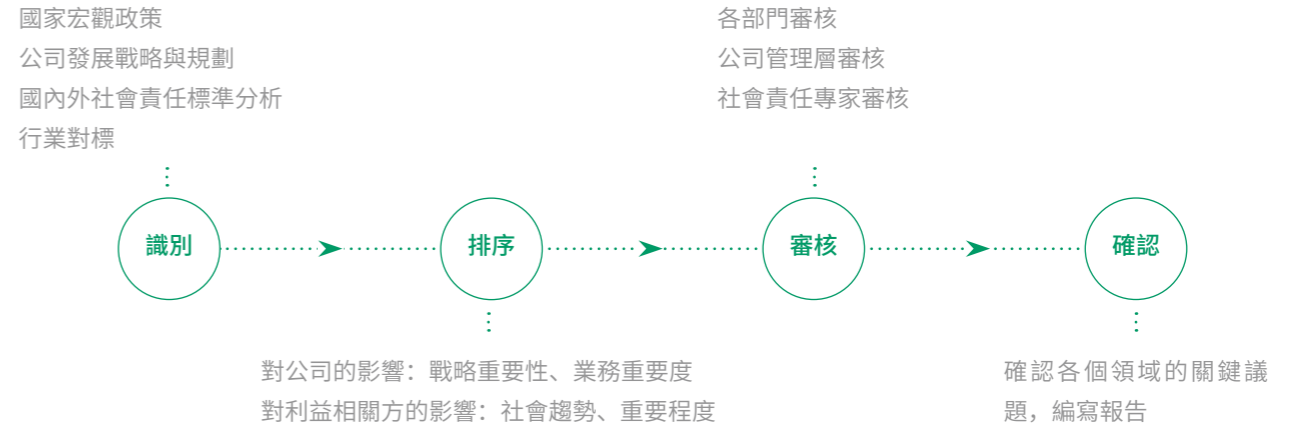 國家宏觀政策
公司發展戰略與規劃
國內外社會責任標準分析
行業對標
各部門審核
公司管理層審核
社會責任專家審核
識別
排序
審核
確認
對公司的影響：戰略重要性、業務重要度
對利益相關方的影響：社會趨勢、重要程度
確認各個領域的關鍵議
題，編寫報告